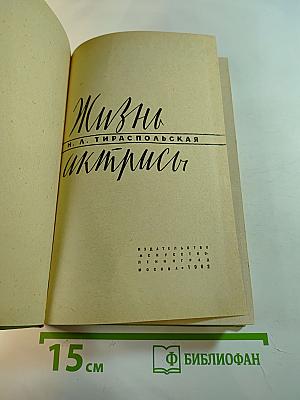 Жизнь
Н. Л. ТИРАСПОЛЬСКАЯ
актрисы
ИЗДАТЕЛЬСТВО
«ИСКУССТВО»
ЛЕНИНГРАД
МОСКВА • 1962
15 см
Ф БИБЛИОФАН